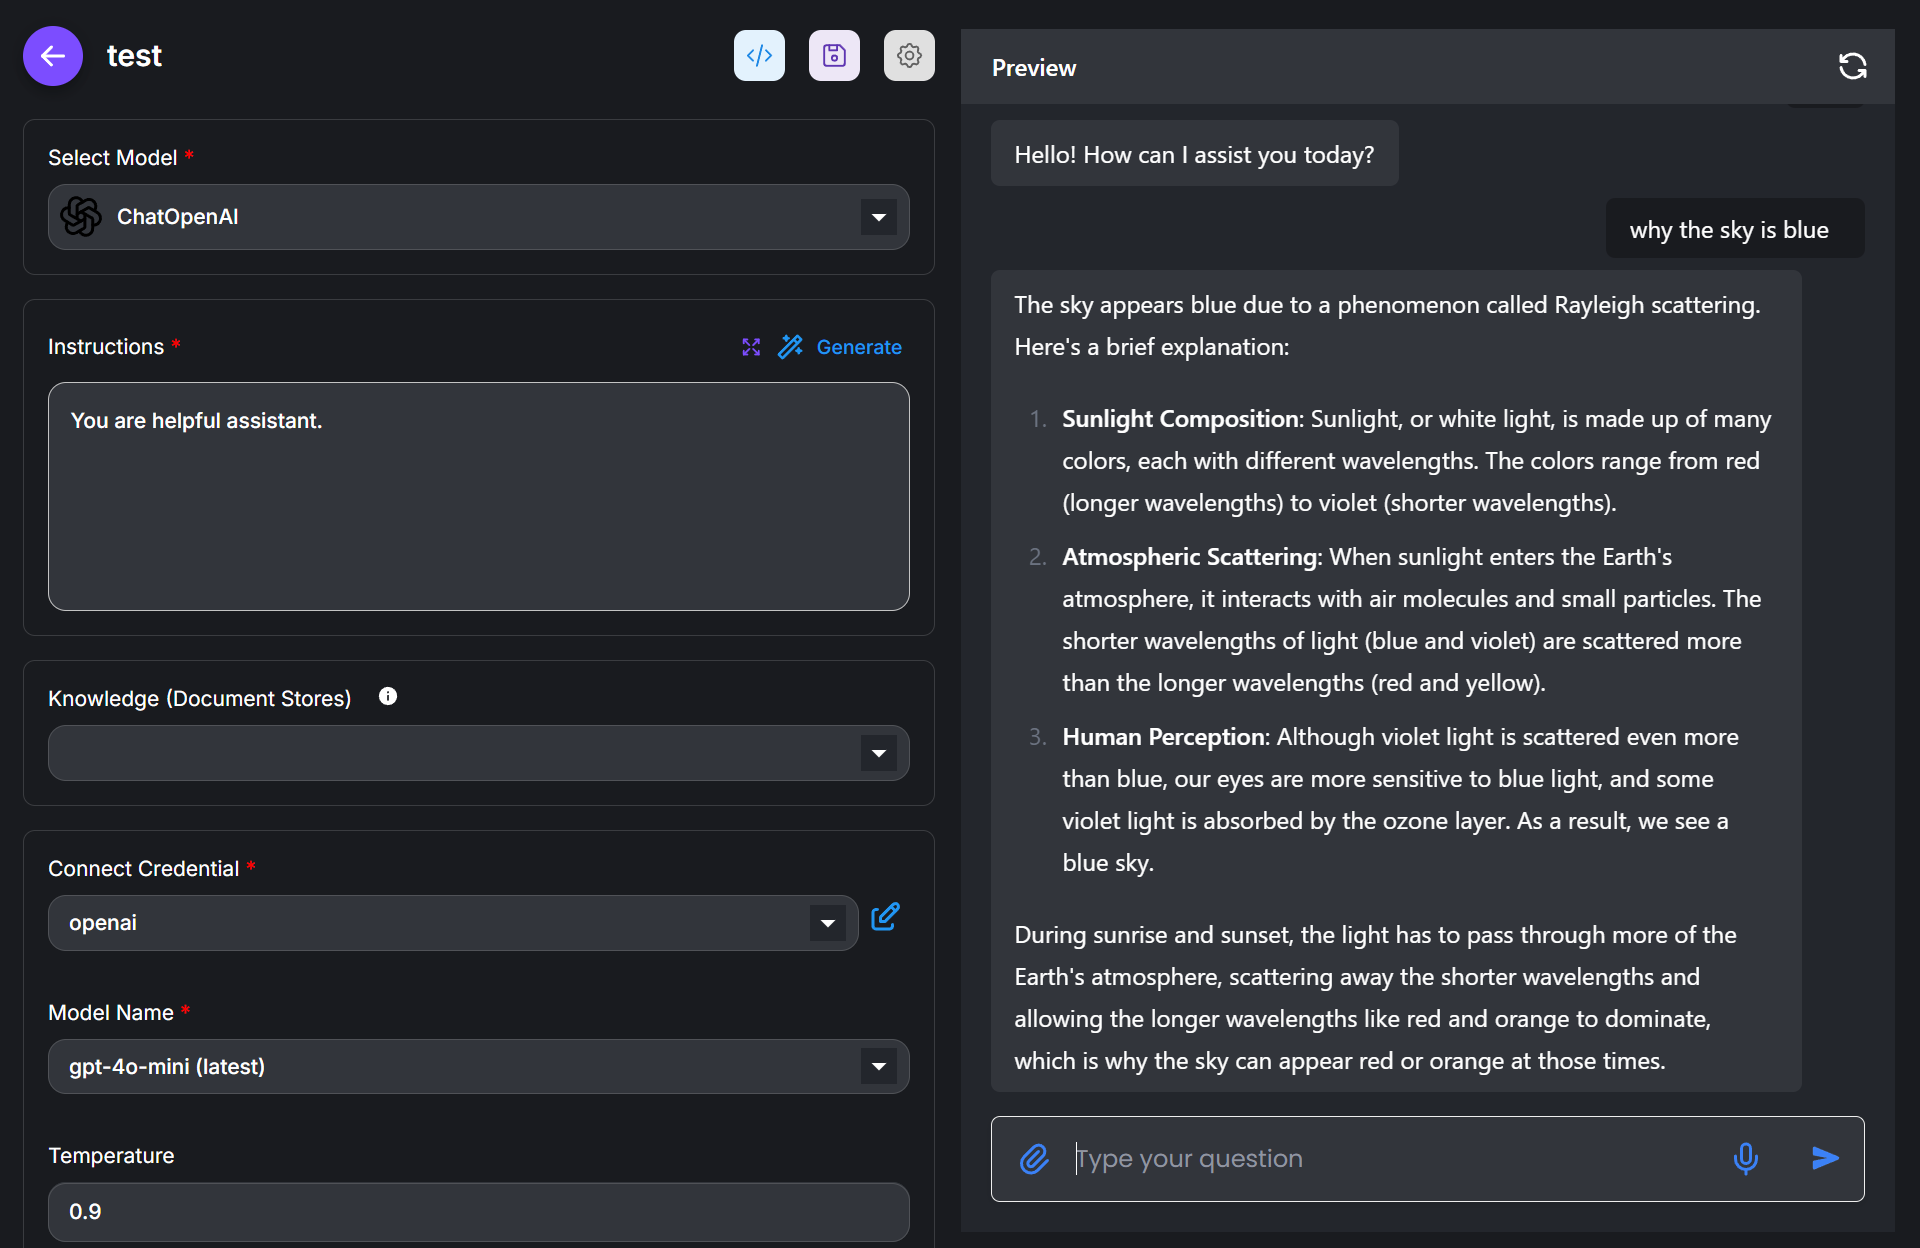 test
Select Model *
ChatOpenAI
Instructions *
Generate
You are helpful assistant.
Knowledge (Document Stores)
Connect Credential *
openai
Model Name *
gpt-4o-mini (latest)
Temperature
0.9
Preview
Hello! How can I assist you today?
why the sky is blue
The sky appears blue due to a phenomenon called Rayleigh scattering.
Here's a brief explanation:
1. Sunlight Composition: Sunlight, or white light, is made up of many
colors, each with different wavelengths. The colors range from red
(longer wavelengths) to violet (shorter wavelengths).
2. Atmospheric Scattering: When sunlight enters the Earth's
atmosphere, it interacts with air molecules and small particles. The
shorter wavelengths of light (blue and violet) are scattered more
than the longer wavelengths (red and yellow).
3. Human Perception: Although violet light is scattered even more
than blue, our eyes are more sensitive to blue light, and some
violet light is absorbed by the ozone layer. As a result, we see a
blue sky.
During sunrise and sunset, the light has to pass through more of the
Earth's atmosphere, scattering away the shorter wavelengths and
allowing the longer wavelengths like red and orange to dominate,
which is why the sky can appear red or orange at those times.
Type your question